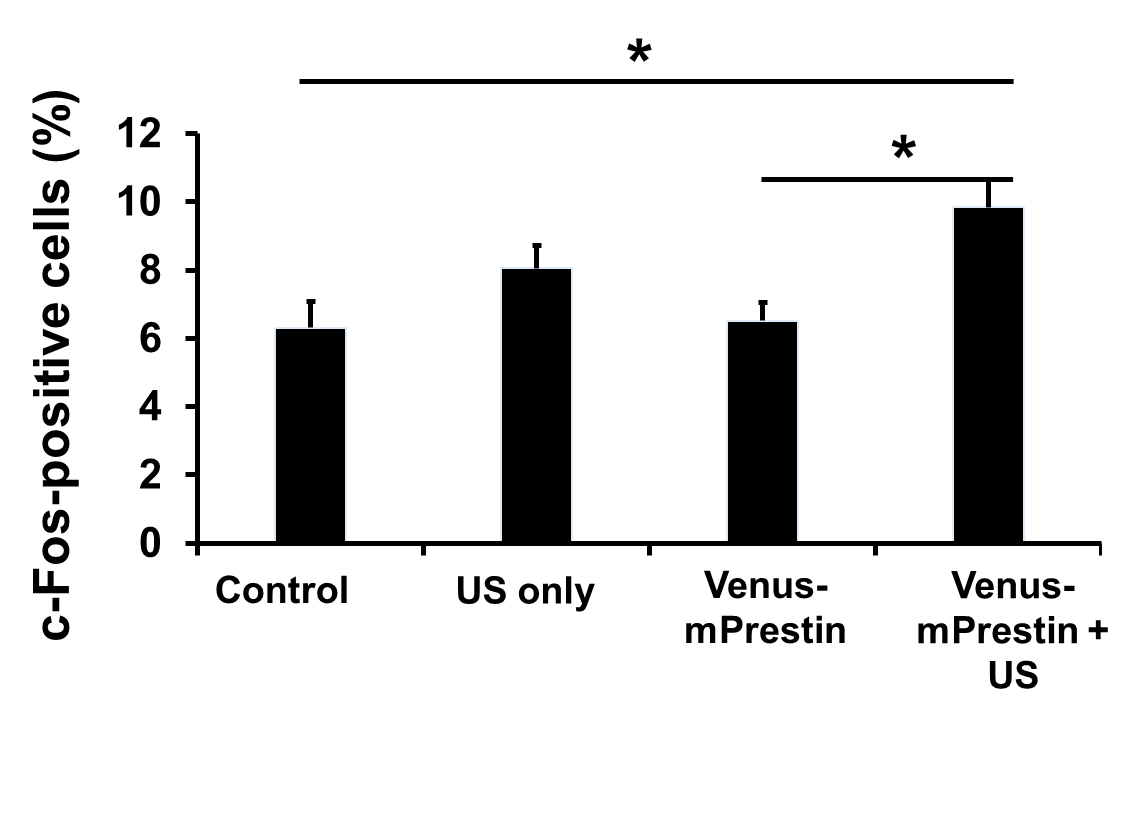 *
*
c-Fos-positive cells (%)
12
10
8
6
4
2
0
Control
US only
Venus-
mPrestin
Venus-
mPrestin +
US